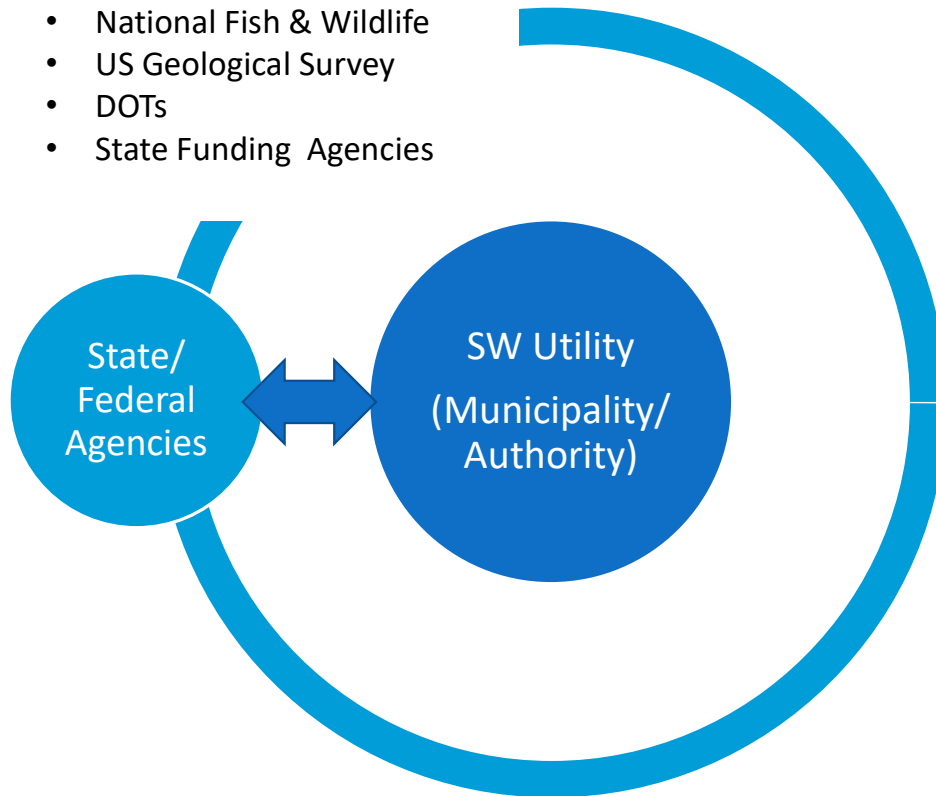 • National Fish & Wildlife
• US Geological Survey
• DOTs
• State Funding Agencies
State/
Federal
Agencies
SW Utility
(Municipality/
Authority)